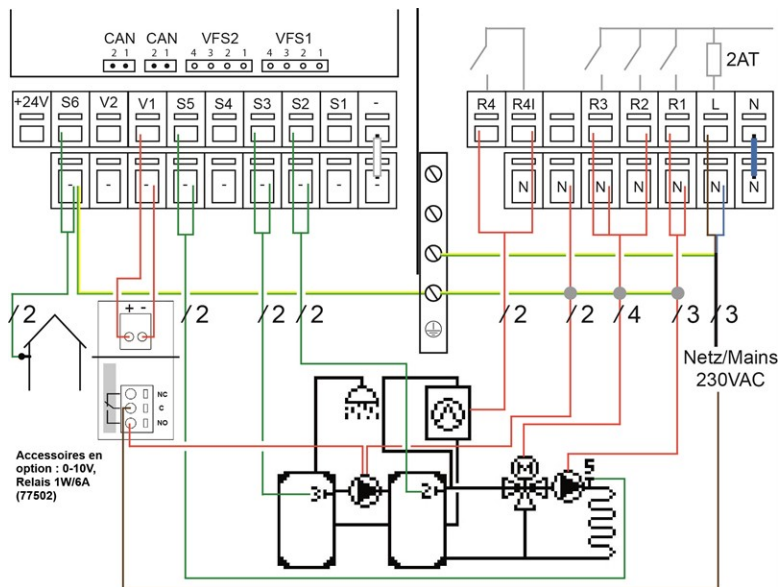 CAN CAN VFS2 VFS1
2 1 2 1 4 3 2 1 4 3 2 1
2AT
+24V S6 V2 V1 S5 S4 S3 S2 S1 - R4 R4I R3 R2 R1 L N
- - - - - - - - - N N N N N N
+ -
/2 /2 /2 /2 /2 /2 /4 /3 /3
Netz/Mains
230VAC
NC
C
NO
M
Accessoires en
option : 0-10V,
Relais 1W/6A
(77502)
3 2 5